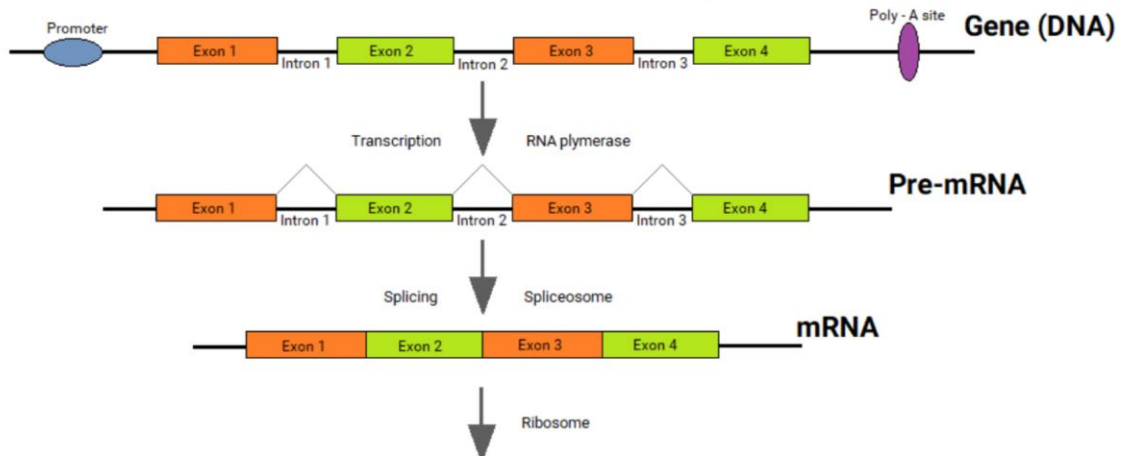 Promoter
Poly - A site
Gene (DNA)
Exon 1
Exon 2
Exon 3
Exon 4
Intron 1
Intron 2
Intron 3
Transcription
RNA plymerase
Pre-mRNA
Exon 1
Exon 2
Exon 3
Exon 4
Intron 1
Intron 2
Intron 3
Splicing
Spliceosome
mRNA
Exon 1
Exon 2
Exon 3
Exon 4
Ribosome